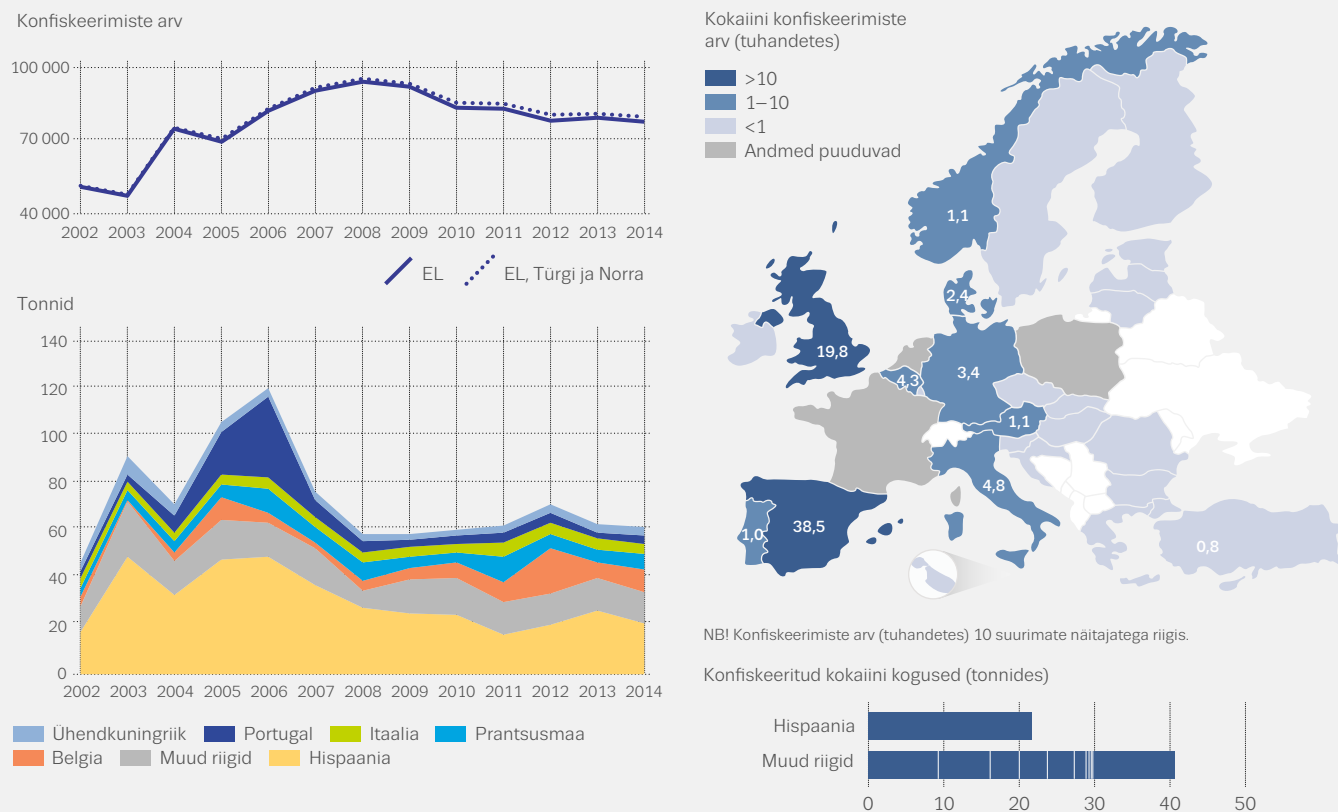 Konfiskeerimiste arv
100 000
70 000
40 000
2002 2003 2004 2005 2006 2007 2008 2009 2010 2011 2012 2013 2014
EL EL, Türgi ja Norra
Tonnid
140
120
100
80
60
40
20
0
2002 2003 2004 2005 2006 2007 2008 2009 2010 2011 2012 2013 2014
Ühendkuningriik Portugal Itaalia Prantsusmaa
Belgia Muud riigid Hispaania
Kokaiini konfiskeerimiste
arv (tuhandetes)
>10
1–10
<1
Andmed puuduvad
1,1
2,4
19,8
4,3
3,4
1,1
4,8
1,0
38,5
0,8
NB! Konfiskeerimiste arv (tuhandetes) 10 suurimate näitajatega riigis.
Konfiskeeritud kokaiini kogused (tonnides)
Hispaania
Muud riigid
0 10 20 30 40 50